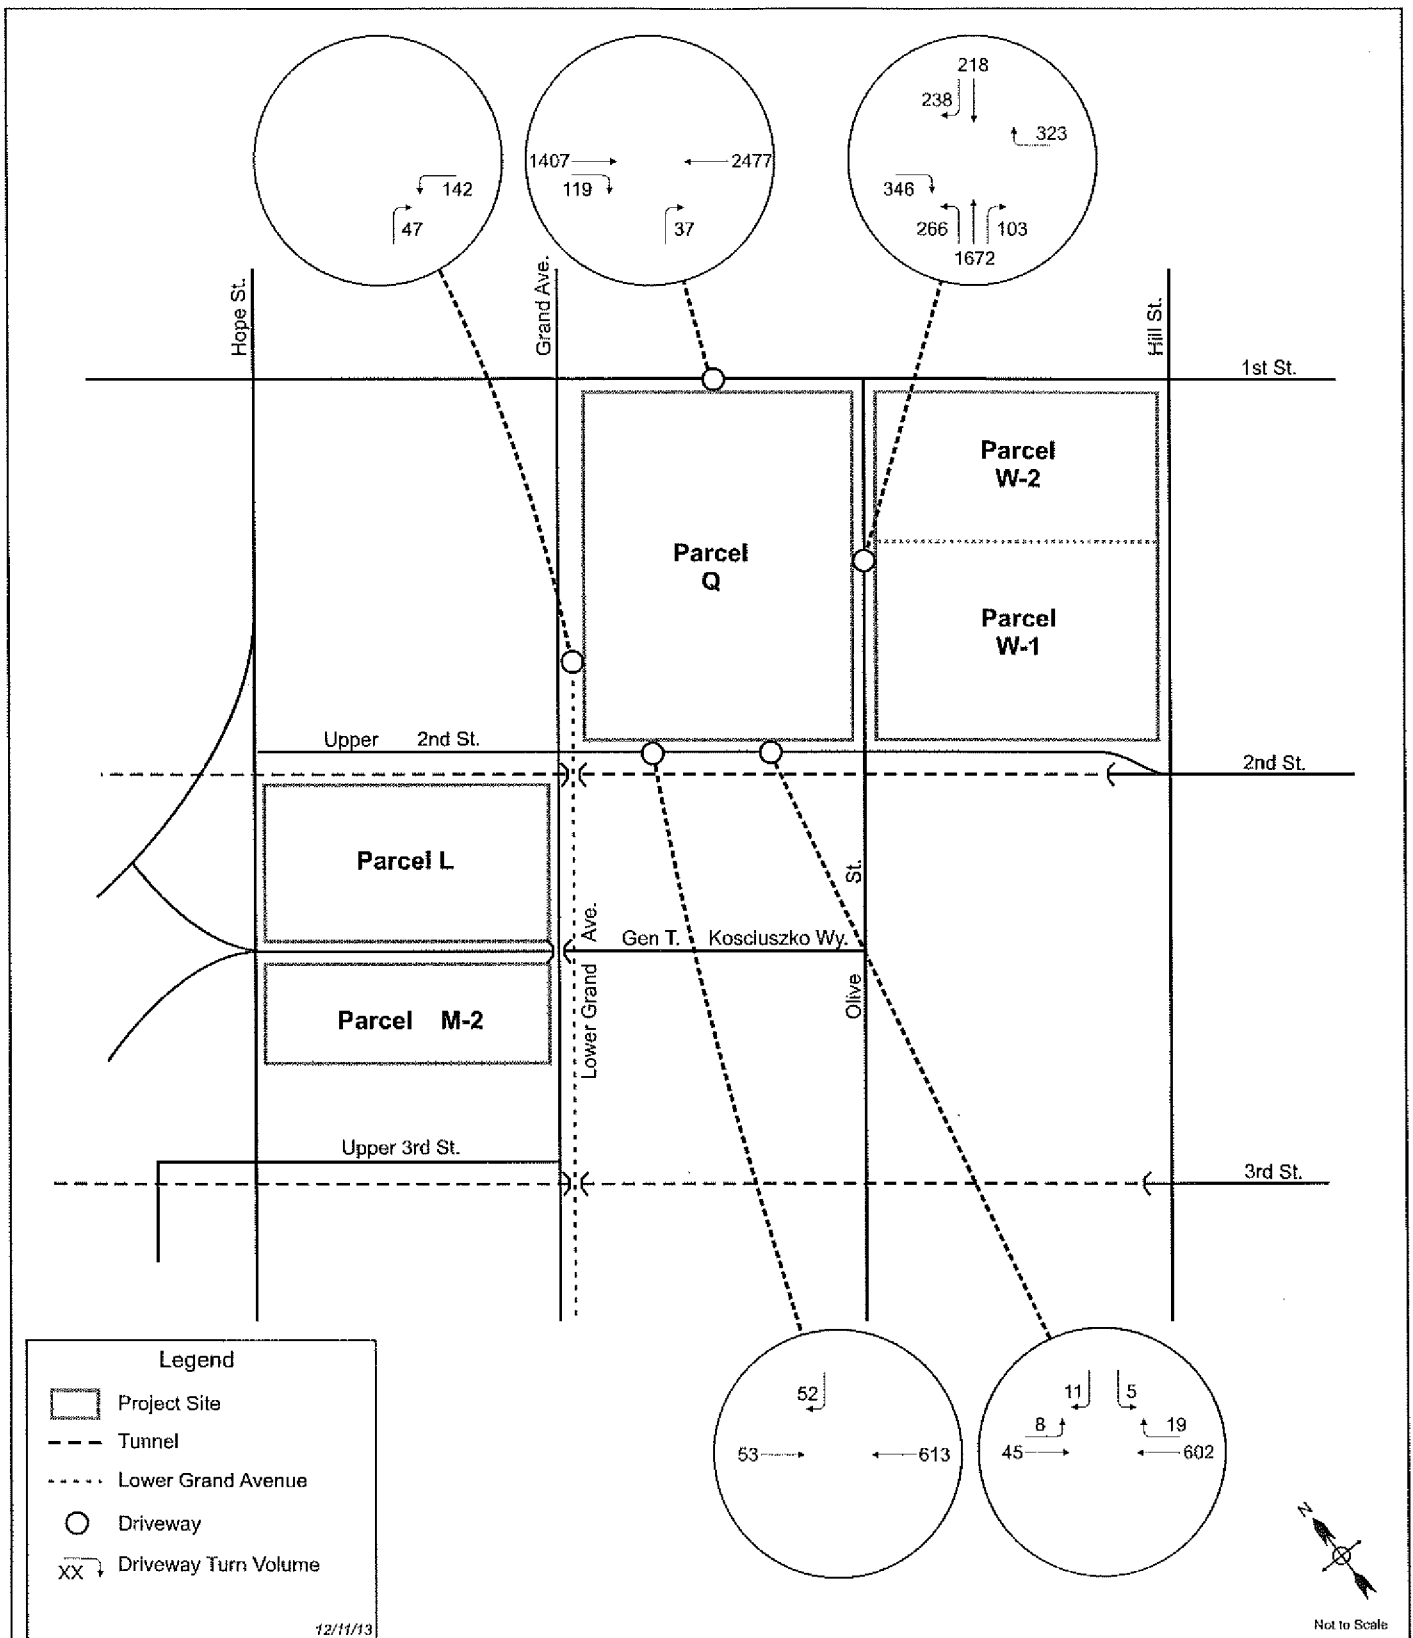 218
238
323
1407
2477
142
119
346
47
37
266
103
1672
Hope St.
Grand Ave.
Hill St.
1st St.
Parcel
W-2
Parcel
Q
Parcel
W-1
Upper 2nd St.
2nd St.
Parcel L
St.
Ave.
Gen T. Kosciuszko Wy.
Olive
Lower Grand
Parcel M-2
Upper 3rd St.
3rd St.
52
53
613
11
5
8
19
45
602
Legend
Project Site
Tunnel
Lower Grand Avenue
Driveway
XX
Driveway Turn Volume
12/11/13
N
Not to Scale